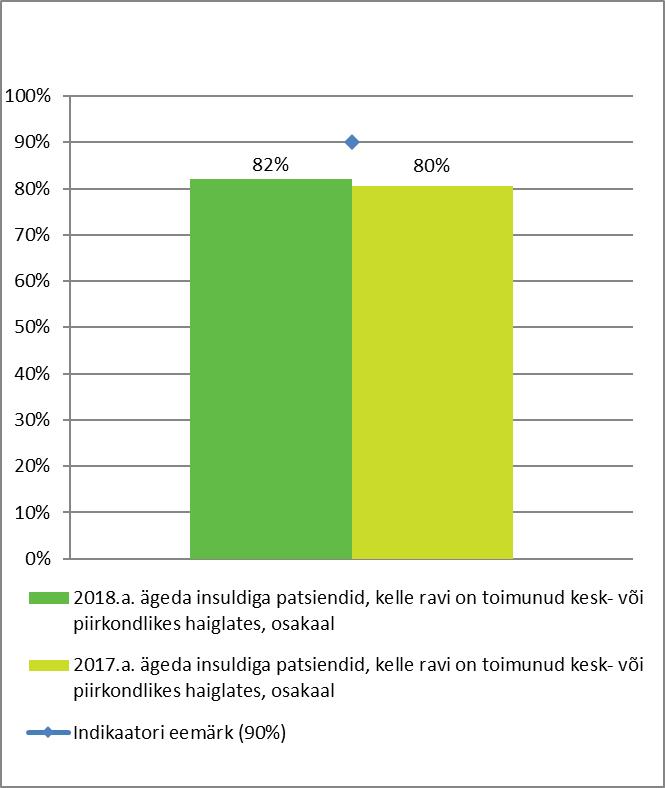 100%
90%
80%
70%
60%
50%
40%
30%
20%
10%
0%
82%
80%
2018.a. ägeda insuldiga patsiendid, kelle ravi on toimunud kesk- või
piirkondlikes haiglates, osakaal
2017.a. ägeda insuldiga patsiendid, kelle ravi on toimunud kesk- või
piirkondlikes haiglates, osakaal
Indikaatori eemärk (90%)